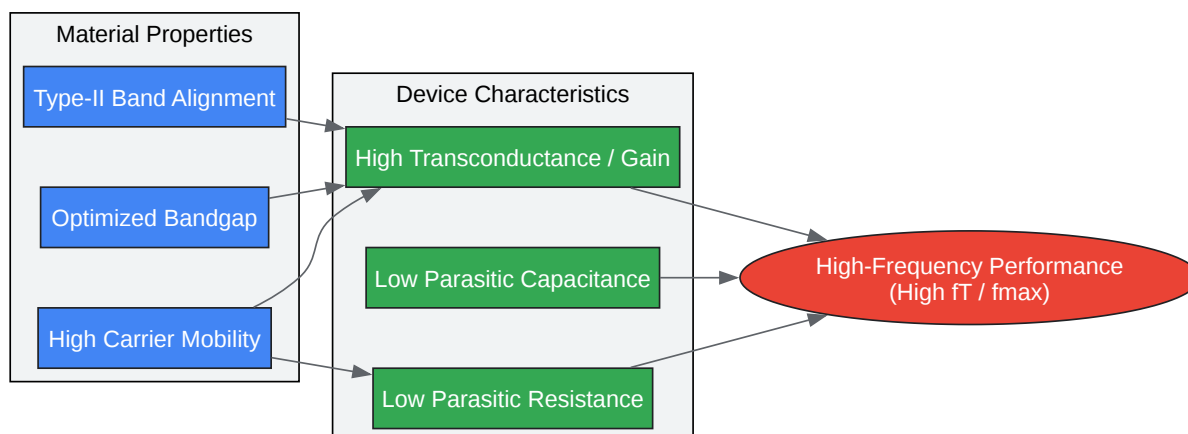 Material Properties
Type-II Band Alignment
Optimized Bandgap
High Carrier Mobility
Device Characteristics
High Transconductance / Gain
Low Parasitic Capacitance
Low Parasitic Resistance
High-Frequency Performance
(High fT / fmax)